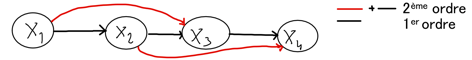 X1 X2 X3 X4
+ 2ème ordre
1er ordre